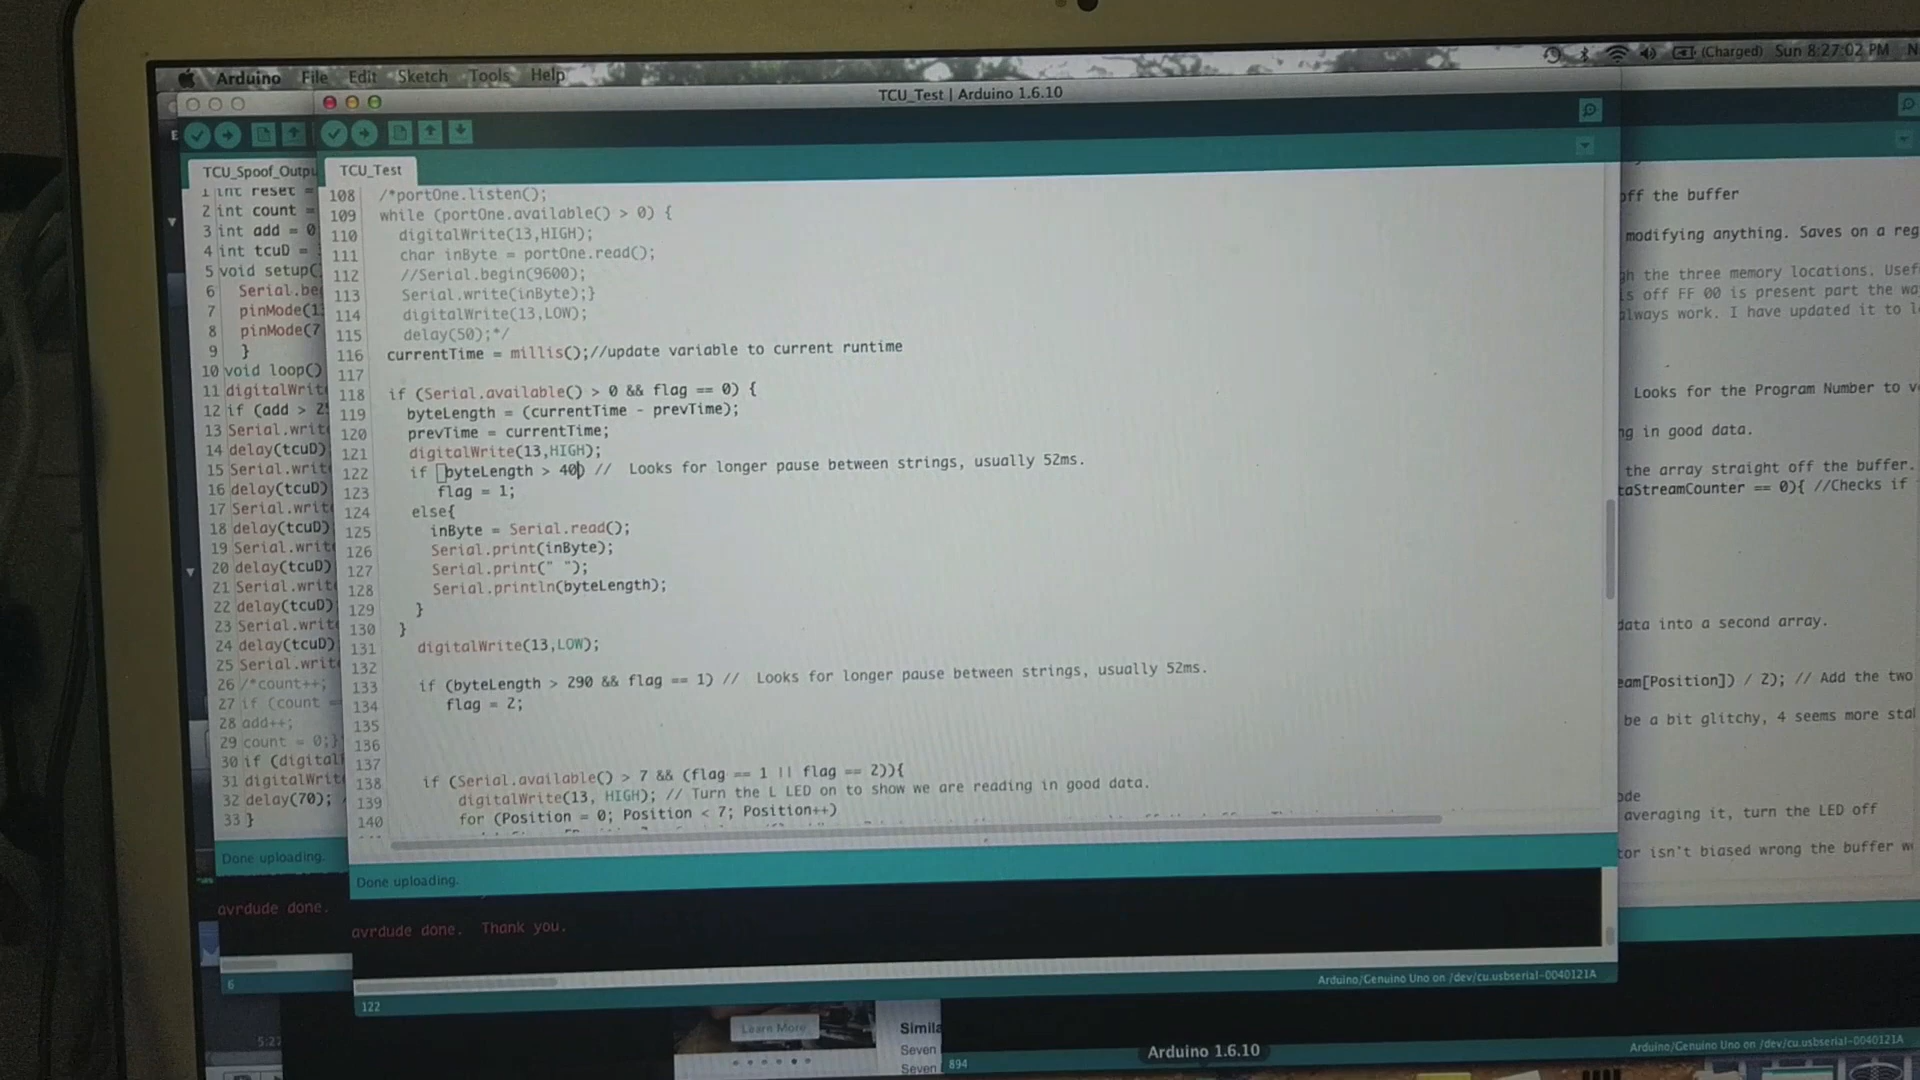 Arduino File Edit Sketch Tools Help
(Charged) Sun 8:27:02 PM N
TCU_Test | Arduino 1.6.10
TCU_Spoof_Outpu
1 int reset =
2 int count =
3 int add = 0
4 int tcuD =
5 void setup()
6 Serial.be
7 pinMode(1
8 pinMode(7
9 }
10 void loop()
11 digitalWrit
12 if (add > 2
13 Serial.writ
14 delay(tcuD)
15 Serial.writ
16 delay(tcuD)
17 Serial.writ
18 delay(tcuD)
19 Serial.writ
20 delay(tcuD)
21 Serial.writ
22 delay(tcuD)
23 Serial.writ
24 delay(tcuD)
25 Serial.writ
26 /*count++;
27 if (count =
28 add++;
29 count = 0;}
30 if (digital
31 digitalWrit
32 delay(70);
33 }
Done uploading.
avrdude done.
6
TCU_Test
108 /*portOne.listen();
109 while (portOne.available() > 0) {
110 digitalWrite(13,HIGH);
111 char inByte = portOne.read();
112 //Serial.begin(9600);
113 Serial.write(inByte);}
114 digitalWrite(13,LOW);
115 delay(50);*/
116 currentTime = millis();//update variable to current runtime
117
118 if (Serial.available() > 0 && flag == 0) {
119 byteLength = (currentTime - prevTime);
120 prevTime = currentTime;
121 digitalWrite(13,HIGH);
122 if (byteLength > 40) // Looks for longer pause between strings, usually 52ms.
123 flag = 1;
124 else{
125 inByte = Serial.read();
126 Serial.print(inByte);
127 Serial.print(" ");
128 Serial.println(byteLength);
129 }
130 }
131 digitalWrite(13,LOW);
132
133 if (byteLength > 290 && flag == 1) // Looks for longer pause between strings, usually 52ms.
134 flag = 2;
135
136
137
138 if (Serial.available() > 7 && (flag == 1 || flag == 2)){
139 digitalWrite(13, HIGH); // Turn the L LED on to show we are reading in good data.
140 for (Position = 0; Position < 7; Position++)
Done uploading.
avrdude done. Thank you.
Arduino/Genuino Uno on /dev/cu.usbserial-0040121A
122
off the buffer
modifying anything. Saves on a reg
gh the three memory locations. Usef
s off FF 00 is present part the wa
always work. I have updated it to l
Looks for the Program Number to v
ng in good data.
the array straight off the buffer.
taStreamCounter == 0){ //Checks if
data into a second array.
eam[Position]) / 2); // Add the two
be a bit glitchy, 4 seems more sta
ode
averaging it, turn the LED off
tor isn't biased wrong the buffer w
Arduino/Genuino Uno on /dev/cu.usbserial-0040121A
5:27
Learn More
Simila
Seven
Seven
894
Arduino 1.6.10